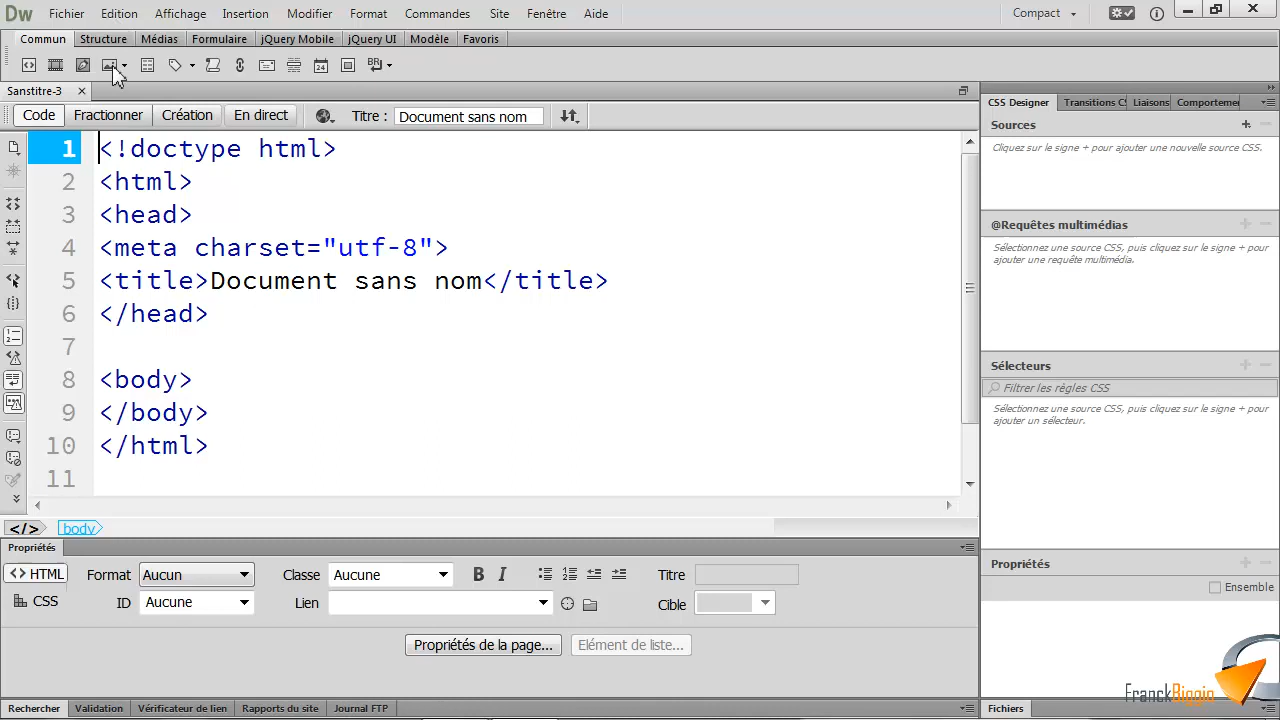 Dw Fichier Edition Affichage Insertion Modifier Format Commandes Site Fenêtre Aide Compact
Commun Structure Médias Formulaire jQuery Mobile jQuery UI Modèle Favoris
BR
24
Sanstitre-3
Code Fractionner Création En direct Titre : Document sans nom
1 <!doctype html>
2 <html>
3 <head>
4 <meta charset="utf-8">
5 <title>Document sans nom</title>
6 </head>
7
8 <body>
9 </body>
10 </html>
11
</> body
Propriétés
<> HTML Format Aucun Classe Aucune B I Titre
CSS ID Aucune Lien Cible
Propriétés de la page... Elément de liste...
Rechercher Validation Vérificateur de lien Rapports du site Journal FTP
CSS Designer Transitions CS Liaisons Comportemen
Sources
Cliquez sur le signe + pour ajouter une nouvelle source CSS.
@Requêtes multimédias
Sélectionnez une source CSS, puis cliquez sur le signe + pour
ajouter une requête multimédia.
Sélecteurs
Filtrer les règles CSS
Sélectionnez une source CSS, puis cliquez sur le signe + pour
ajouter un sélecteur.
Propriétés
Ensemble
FranckBiggin
Fichiers